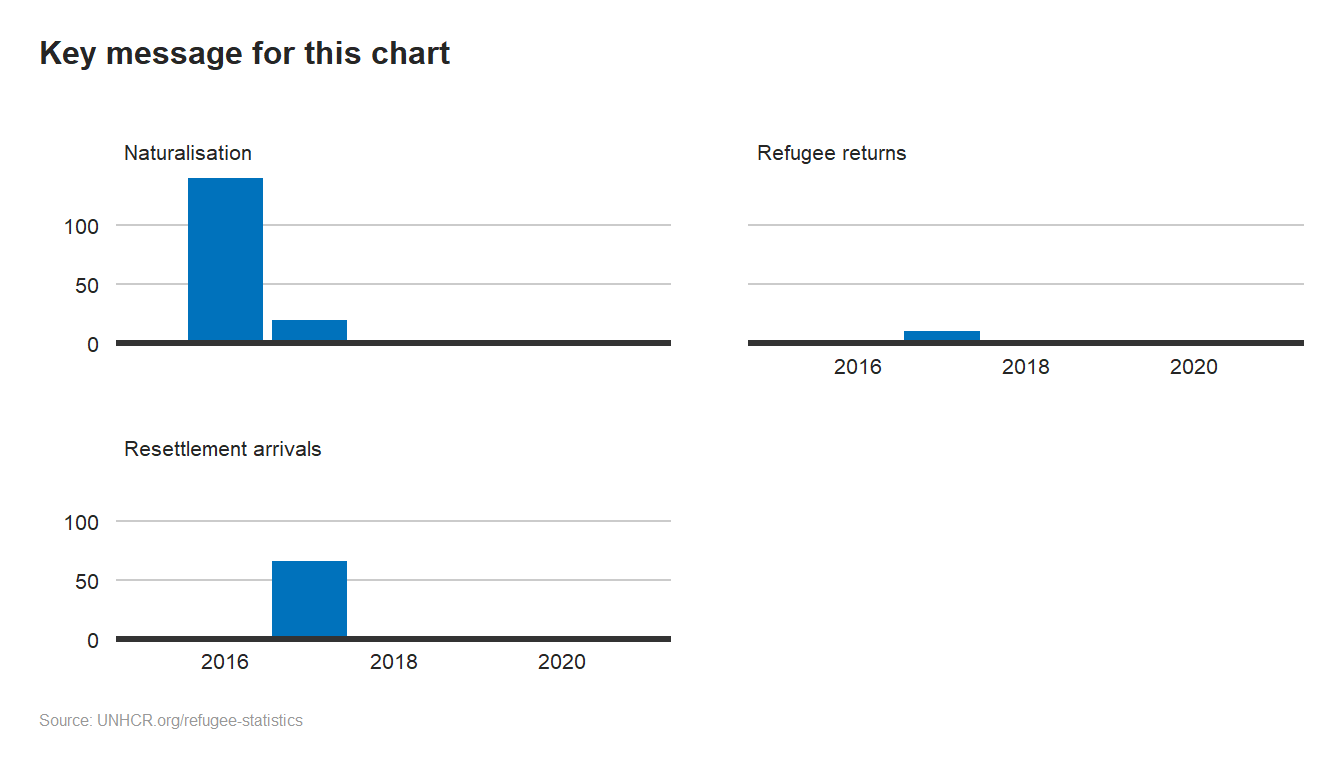 Key message for this chart
Naturalisation
100
50
0
Refugee returns
2016 2018 2020
Resettlement arrivals
100
50
0
2016 2018 2020
Source: UNHCR.org/refugee-statistics